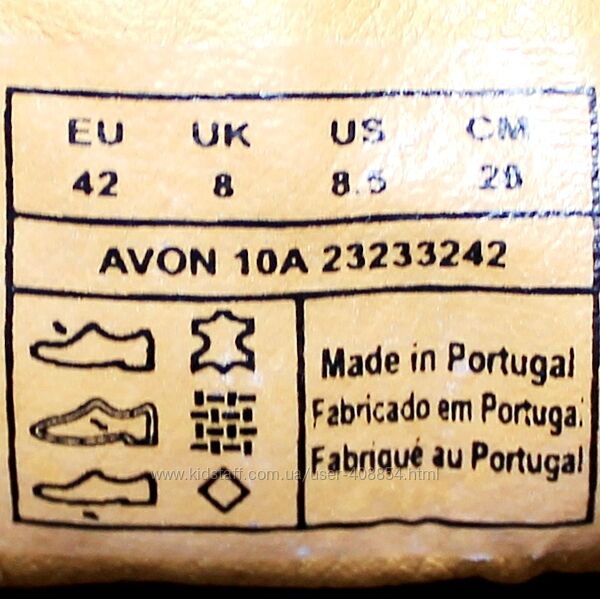 EU UK US CM
42 8 8.5
AVON 10A 23233242
Made in Portugal
Fabricado em Portugal
Fabriqué au Portugal
www.kidstaff.com.ua/user-408854.html